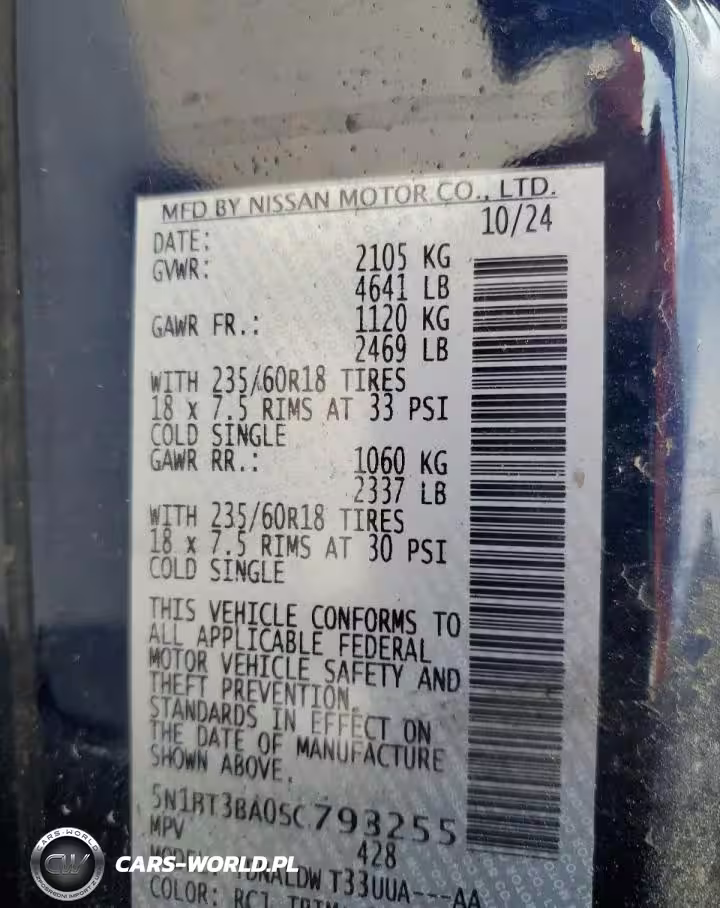 MFD BY NISSAN MOTOR CO., LTD.
DATE: 10/24
GVWR: 2105 KG
4641 LB
GAWR FR.: 1120 KG
2469 LB
WITH 235/60R18 TIRES
18 x 7.5 RIMS AT 33 PSI
COLD SINGLE
GAWR RR.: 1060 KG
2337 LB
WITH 235/60R18 TIRES
18 x 7.5 RIMS AT 30 PSI
COLD SINGLE
THIS VEHICLE CONFORMS TO
ALL APPLICABLE FEDERAL
MOTOR VEHICLE SAFETY AND
THEFT PREVENTION
STANDARDS IN EFFECT ON
THE DATE OF MANUFACTURE
SHOWN ABOVE.
5N1BT3BA0SC793255
MPV 428
T33UUA---AA
COLOR:
CW
CARS-WORLD.PL